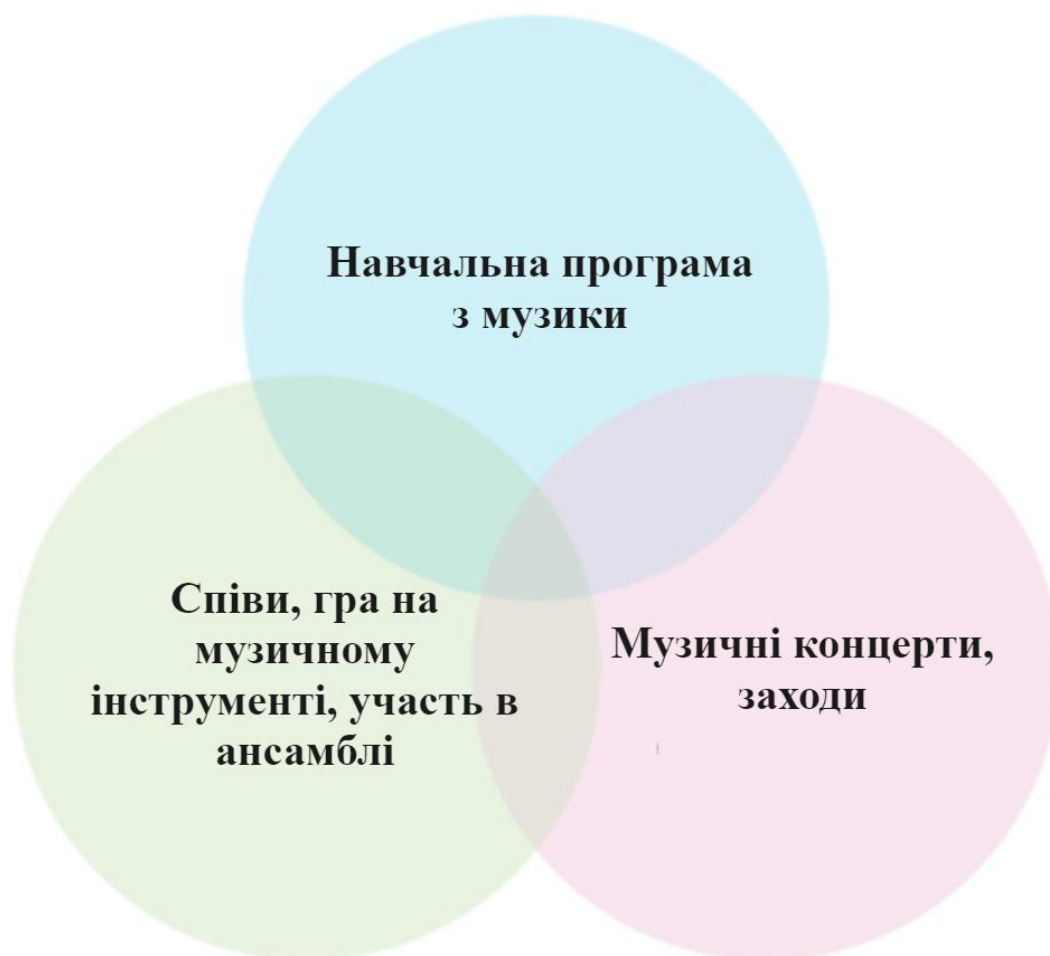 Навчальна програма
з музики
Співи, гра на
музичному
інструменті, участь в
ансамблі
Музичні концерти,
заходи